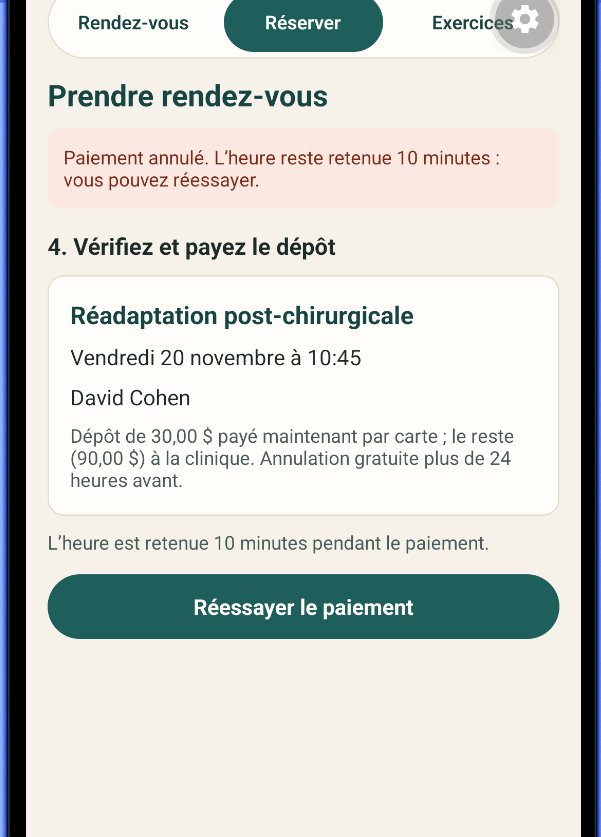 Rendez-vous
Réserver
Exercices
Prendre rendez-vous
Paiement annulé. L’heure reste retenue 10 minutes :
vous pouvez réessayer.
4. Vérifiez et payez le dépôt
Réadaptation post-chirurgicale
Vendredi 20 novembre à 10:45
David Cohen
Dépôt de 30,00 $ payé maintenant par carte ; le reste
(90,00 $) à la clinique. Annulation gratuite plus de 24
heures avant.
L’heure est retenue 10 minutes pendant le paiement.
Réessayer le paiement